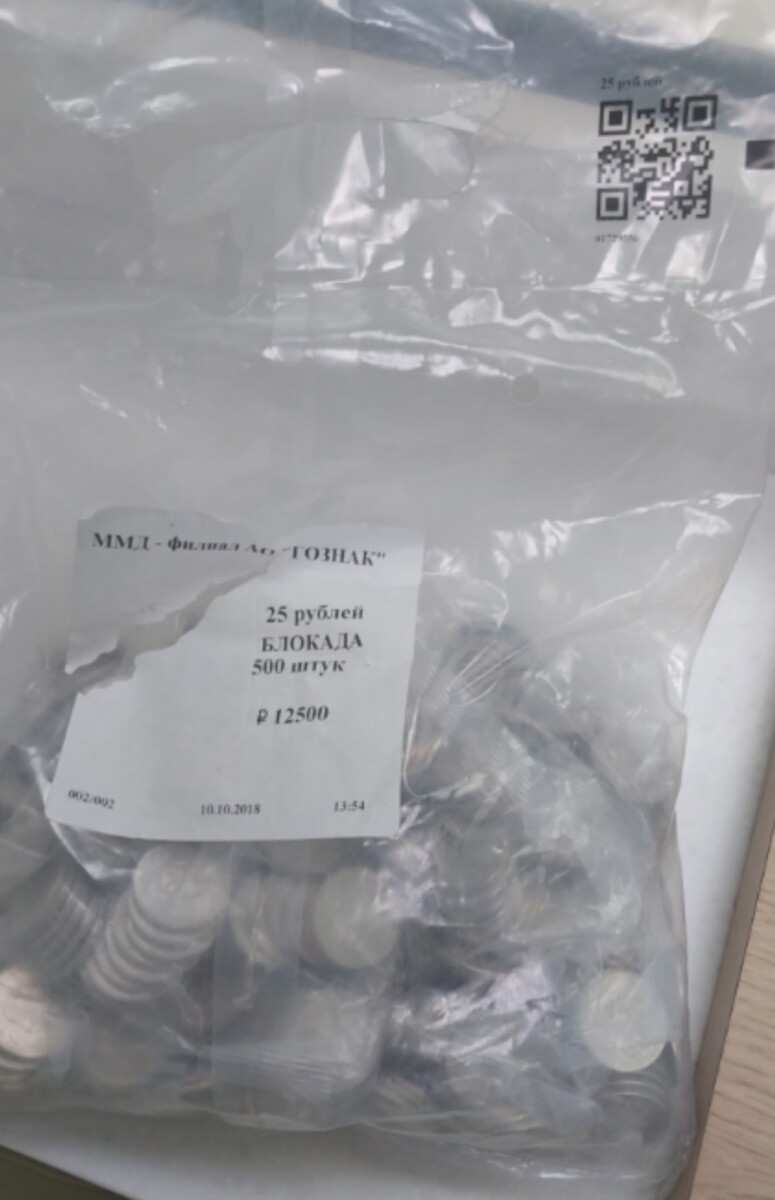 25 рублей
ММД - филиал АО "ГОЗНАК"
25 рублей
БЛОКАДА
500 штук
₽ 12500
002/002 10.10.2018 13:54